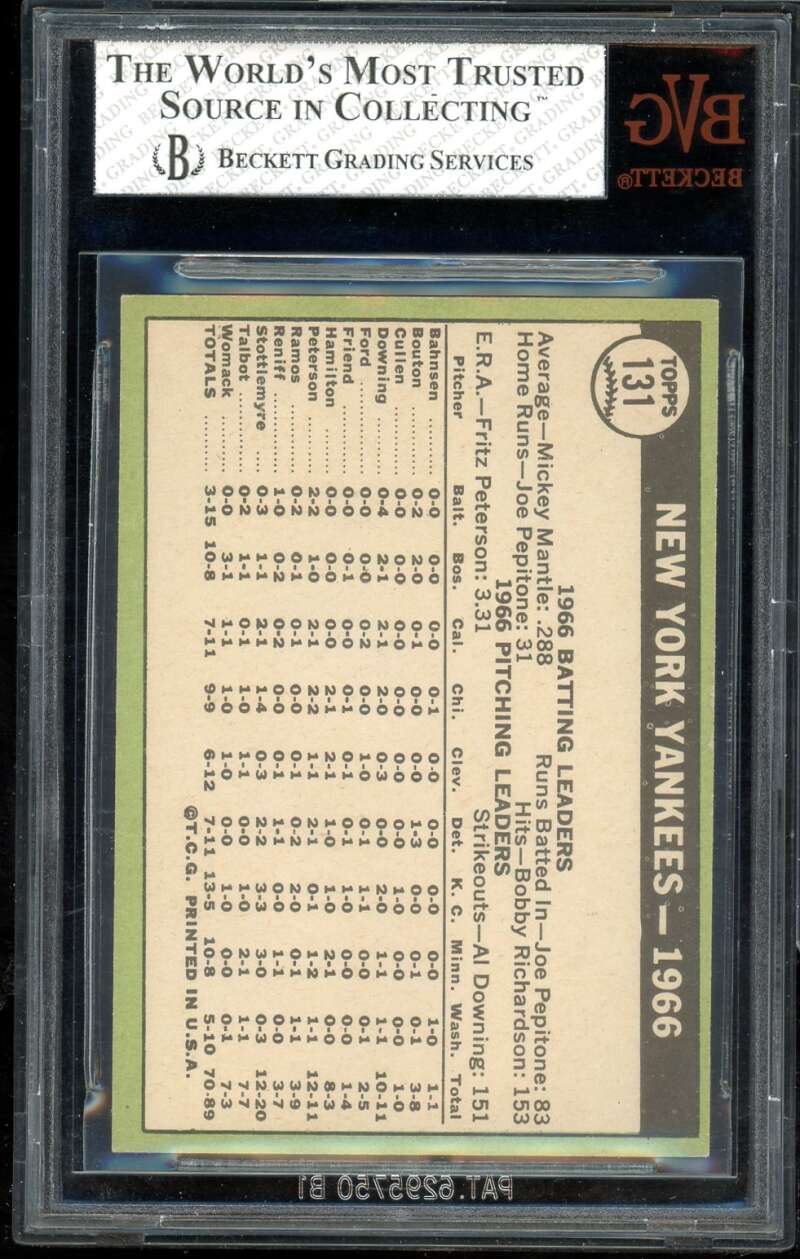 THE WORLD'S MOST TRUSTED
SOURCE IN COLLECTING™
B BECKETT GRADING SERVICES
BVG
BECKETT®
TOPPS
131
NEW YORK YANKEES—1966
1966 BATTING LEADERS
Average—Mickey Mantle: .288 Runs Batted In—Joe Pepitone: 83
Home Runs—Joe Pepitone: 31 Hits—Bobby Richardson: 153
1966 PITCHING LEADERS
E.R.A.—Fritz Peterson: 3.31 Strikeouts—Al Downing: 151
Pitcher Balt. Bos. Cal. Chi. Clev. Det. K. C. Minn. Wash. Total
Bahnsen .......... 0-0 0-0 0-0 0-1 0-0 0-0 0-0 0-0 1-0 1-1
Bouton .......... 0-2 2-0 0-1 0-0 0-0 1-3 0-0 0-1 0-1 3-8
Cullen .......... 0-0 0-0 0-0 0-0 0-0 0-0 1-0 0-0 0-0 1-0
Downing .......... 0-4 2-1 2-1 2-0 0-3 0-0 2-0 1-1 1-1 10-11
Ford .......... 0-0 0-0 0-2 0-0 1-0 0-1 1-1 0-0 0-1 2-5
Friend .......... 0-0 0-1 0-0 0-1 0-1 0-1 1-0 0-0 0-0 1-4
Hamilton .......... 0-0 0-0 0-0 2-1 2-1 1-0 1-0 2-1 0-0 8-3
Peterson .......... 2-2 1-0 2-1 2-2 1-1 2-1 0-1 1-2 1-1 12-11
Ramos .......... 0-2 0-1 0-1 0-0 0-1 0-2 2-0 0-1 1-1 3-9
Reniff .......... 1-0 0-2 0-2 0-0 0-1 1-1 0-0 1-1 0-0 3-7
Stottlemyre .... 0-3 1-1 2-1 1-4 0-3 2-2 3-3 3-0 0-3 12-20
Talbot .......... 0-2 1-1 0-1 1-0 1-1 0-0 1-0 2-1 1-1 7-7
Womack .......... 0-0 3-1 1-1 1-0 1-0 0-0 1-0 0-0 0-1 7-3
TOTALS .......... 3-15 10-8 7-11 9-9 6-12 7-11 13-5 10-8 5-10 70-89
©T.C.G. PRINTED IN U.S.A.
PAT.6295750 B1